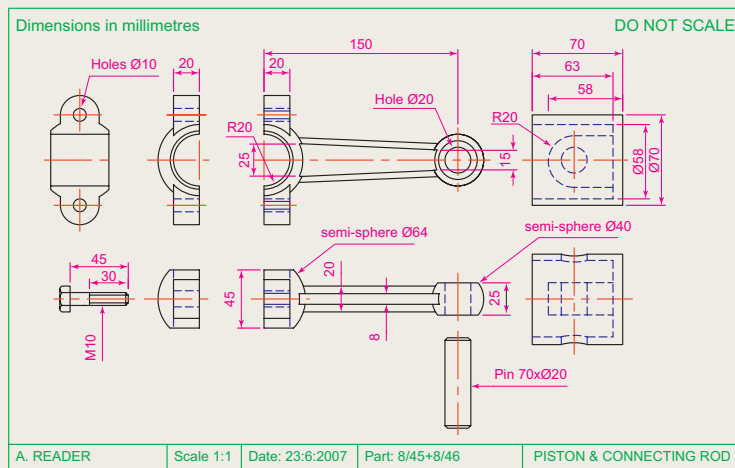 Dimensions in millimetres
DO NOT SCALE
150
70
Holes Ø10
20
20
63
58
Hole Ø20
R20
R20
25
15
Ø58
Ø70
semi-sphere Ø64
semi-sphere Ø40
45
30
20
45
25
8
M10
Pin 70xØ20
A. READER
Scale 1:1
Date: 23:6:2007
Part: 8/45+8/46
PISTON & CONNECTING ROD